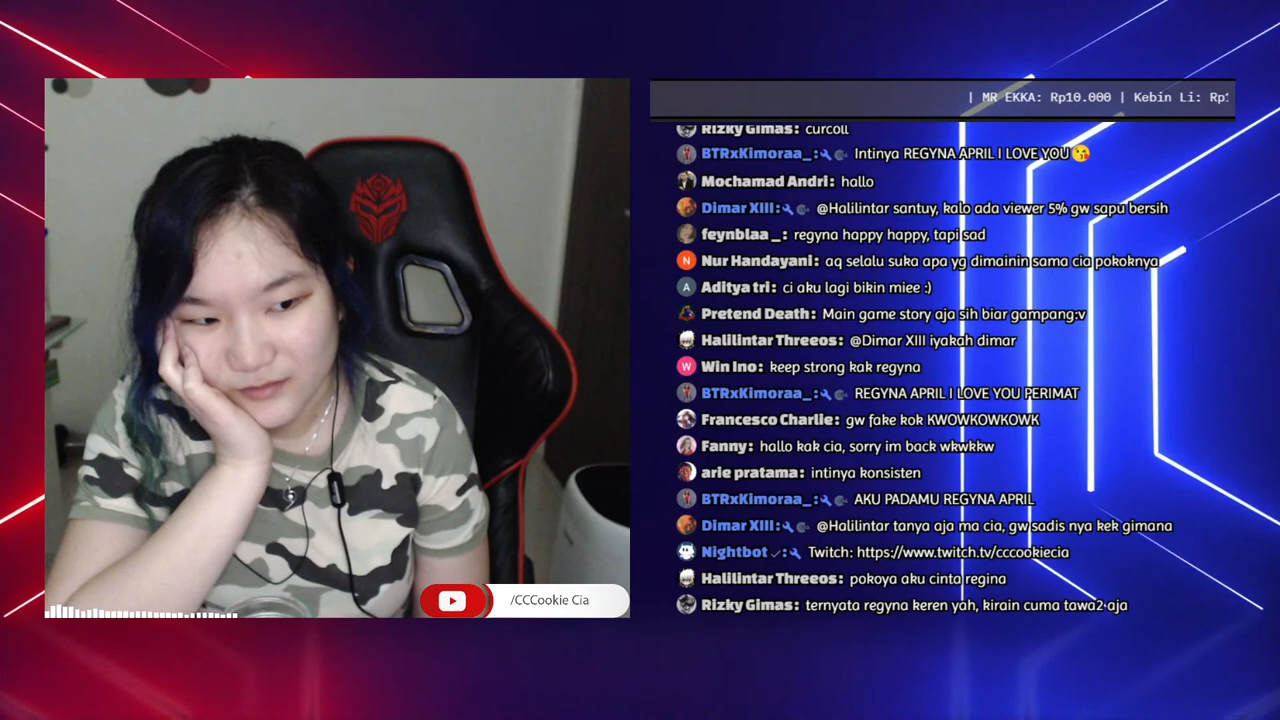 | MR EKKA: Rp10.000 | Kebin Li: Rp1
Rizky Gimas: curcoll
BTRxKimoraa_: Intinya REGYNA APRIL I LOVE YOU😘
Mochamad Andri: hallo
Dimar XIII: @Halilintar santuy, kalo ada viewer 5% gw sapu bersih
feynblaa _: regyna happy happy, tapi sad
N Nur Handayani: aq selalu suka apa yg dimainin sama cia pokoknya
A Aditya tri: ci aku lagi bikin miee :)
Pretend Death: Main game story aja sih biar gampang:v
Halilintar Threeos: @Dimar XIII iyakah dimar
W Win Ino: keep strong kak regyna
BTRxKimoraa_: REGYNA APRIL I LOVE YOU PERIMAT
Francesco Charlie: gw fake kok KWOWKOWKOWK
Fanny: hallo kak cia, sorry im back wkwkkw
arie pratama: intinya konsisten
BTRxKimoraa_: AKU PADAMU REGYNA APRIL
Dimar XIII: @Halilintar tanya aja ma cia, gw sadis nya kek gimana
Nightbot: Twitch: https://www.twitch.tv/cccookiecia
Halilintar Threeos: pokoya aku cinta regina
Rizky Gimas: ternyata regyna keren yah, kirain cuma tawa2 aja
/CCCookie Cia